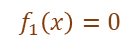 f₁(x) = 0